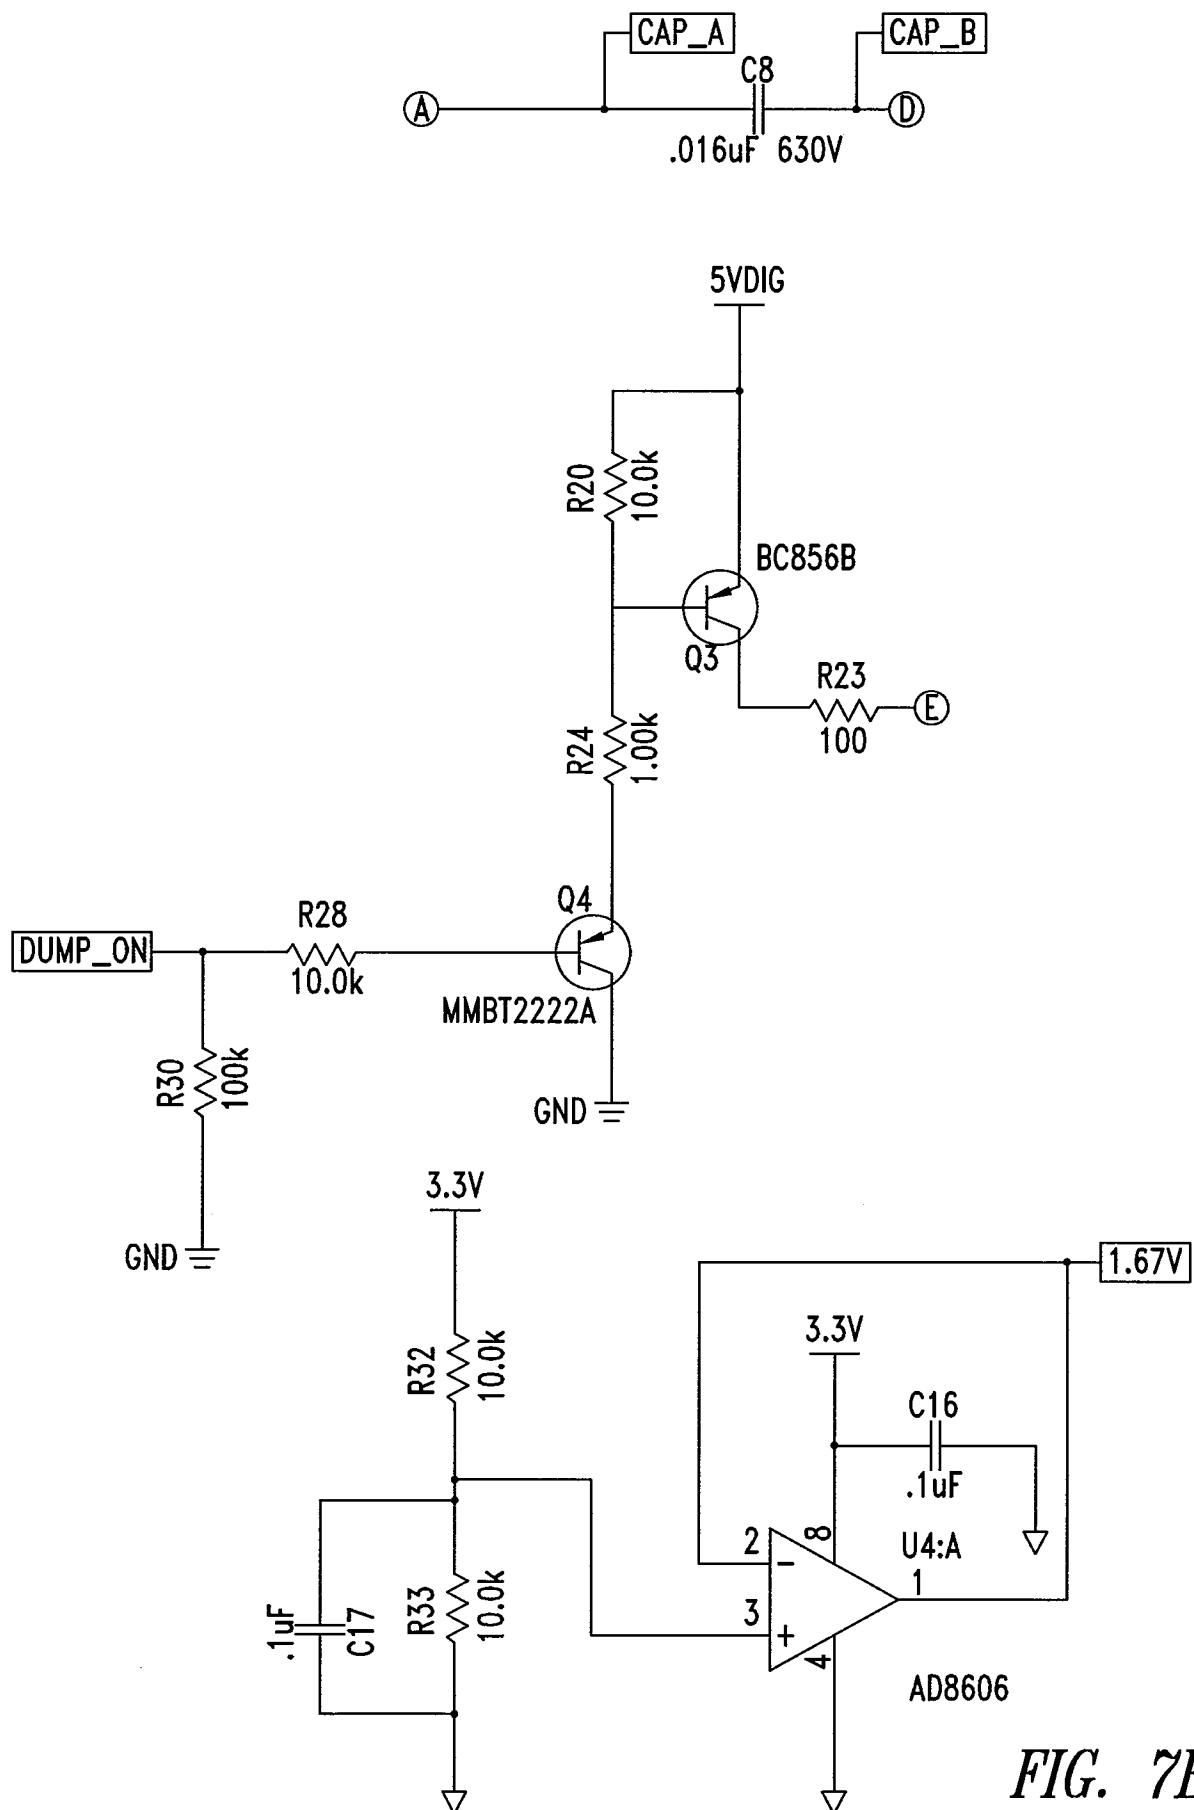 CAP_A
CAP_B
C8
A
D
.016uF 630V
5VDIG
R20
10.0k
BC856B
Q3
R23
E
100
R24
1.00k
Q4
R28
DUMP_ON
10.0k
MMBT2222A
R30
100k
GND
3.3V
GND
1.67V
3.3V
R32
10.0k
C16
.1uF
8
U4:A
2
-
1
3
+
4
.1uF
C17
R33
10.0k
AD8606
FIG. 7B